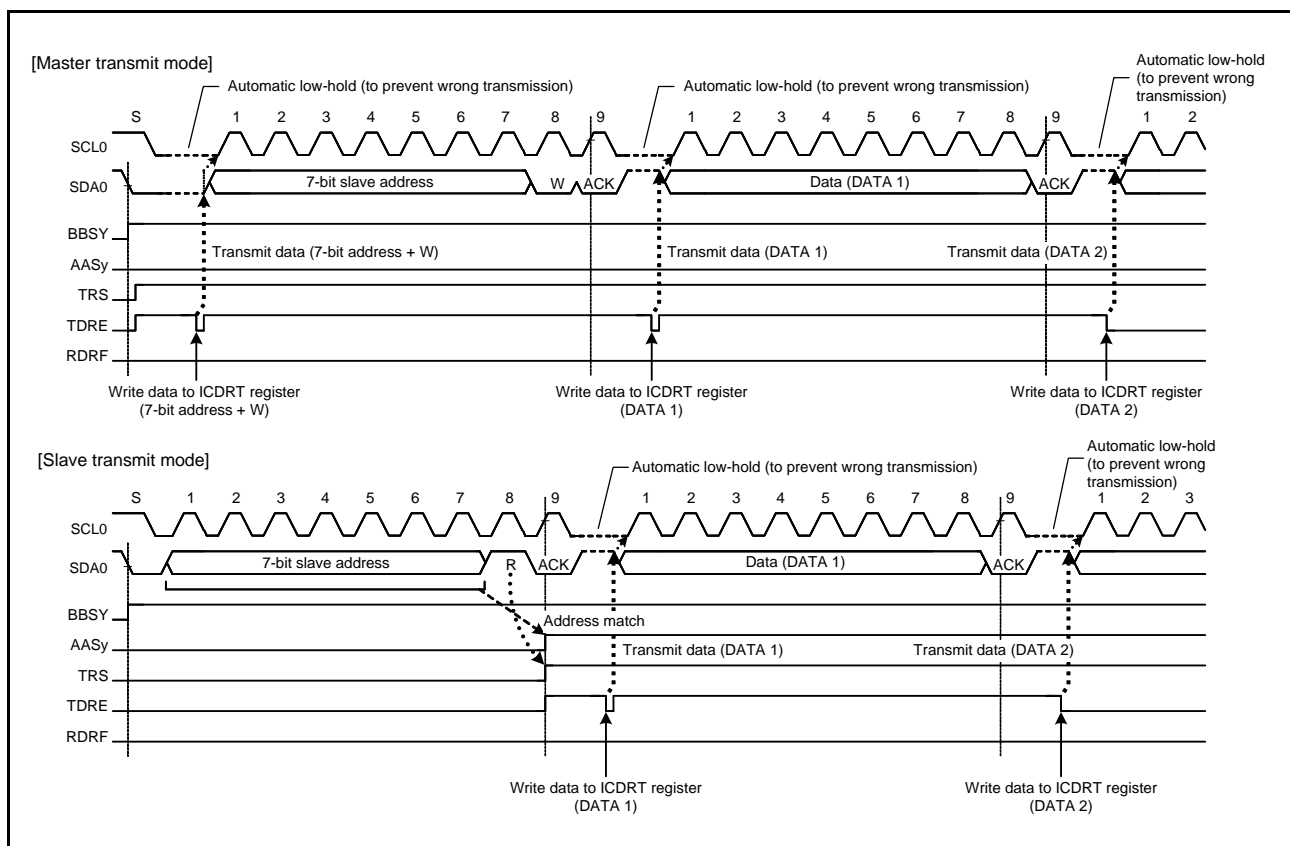 [Master transmit mode]
Automatic low-hold (to prevent wrong transmission)
Automatic low-hold (to prevent wrong transmission)
Automatic low-hold
(to prevent wrong
transmission)
S 1 2 3 4 5 6 7 8 9 1 2 3 4 5 6 7 8 9 1 2
SCL0
SDA0 7-bit slave address W ACK Data (DATA 1) ACK
BBSY
Transmit data (7-bit address + W) Transmit data (DATA 1) Transmit data (DATA 2)
AASy
TRS
TDRE
RDRF
Write data to ICDRT register
(7-bit address + W)
Write data to ICDRT register
(DATA 1)
Write data to ICDRT register
(DATA 2)
[Slave transmit mode]
Automatic low-hold (to prevent wrong transmission)
Automatic low-hold
(to prevent wrong
transmission)
S 1 2 3 4 5 6 7 8 9 1 2 3 4 5 6 7 8 9 1 2 3
SCL0
SDA0 7-bit slave address R ACK Data (DATA 1) ACK
BBSY
Address match
AASy
Transmit data (DATA 1) Transmit data (DATA 2)
TRS
TDRE
RDRF
Write data to ICDRT register
(DATA 1)
Write data to ICDRT register
(DATA 2)